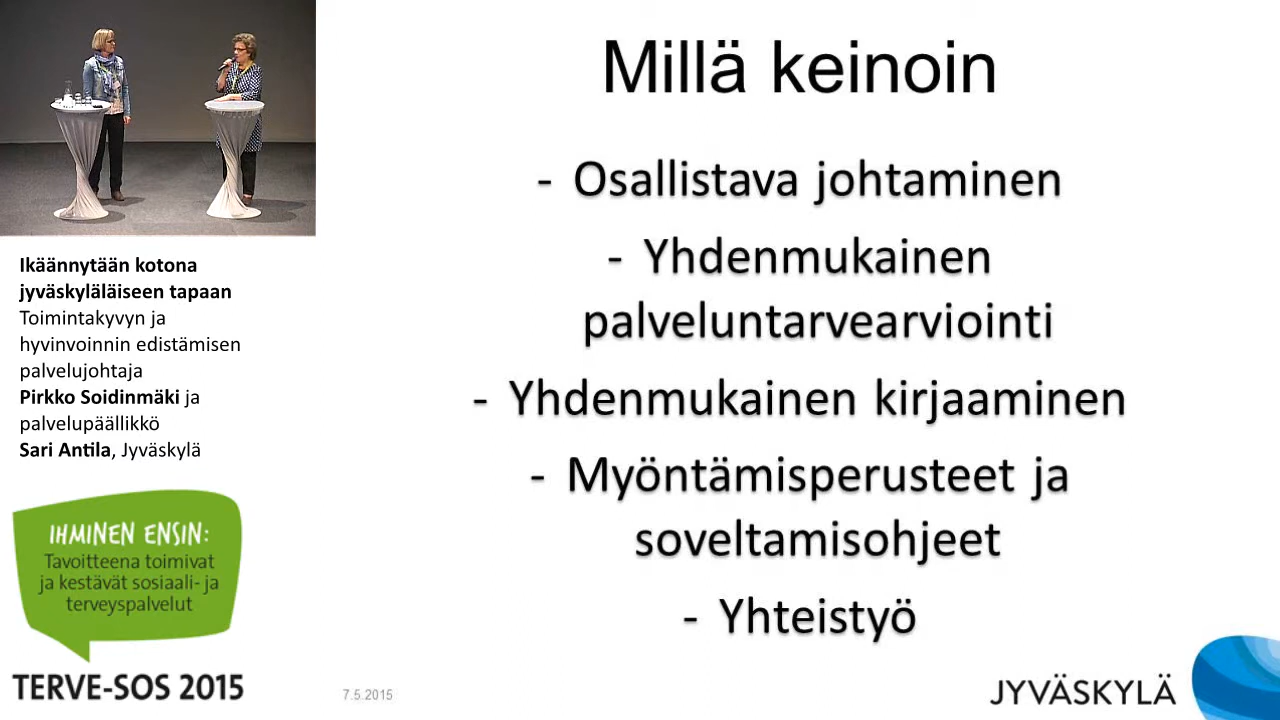 Millä keinoin
- Osallistava johtaminen
- Yhdenmukainen
palveluntarvearviointi
- Yhdenmukainen kirjaaminen
- Myöntämisperusteet ja
soveltamisohjeet
- Yhteistyö
Ikäännytään kotona
jyväskyläläiseen tapaan
Toimintakyvyn ja
hyvinvoinnin edistämisen
palvelujohtaja
Pirkko Soidinmäki ja
palvelupäällikkö
Sari Antila, Jyväskylä
IHMINEN ENSIN:
Tavoitteena toimivat
ja kestävät sosiaali- ja
terveyspalvelut
TERVE-SOS 2015
7.5.2015
JYVÄSKYLÄ